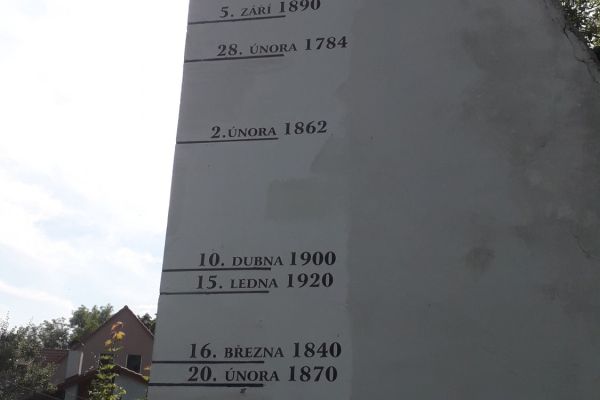 5. ZÁŘÍ 1890
28. ÚNORA 1784
2. ÚNORA 1862
10. DUBNA 1900
15. LEDNA 1920
16. BŘEZNA 1840
20. ÚNORA 1870